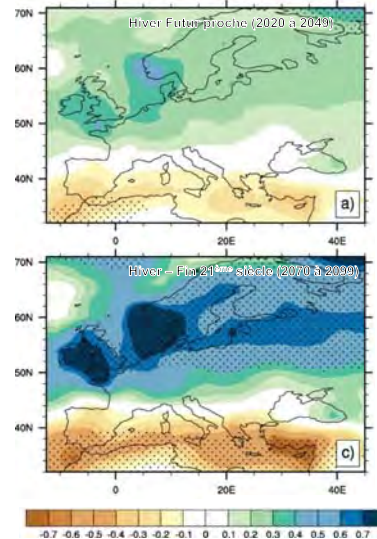 Hiver Futur proche (2020 à 2049)
70N
60N
50N
40N
a)
0 20E 40E
Hiver – Fin 21ème siècle (2070 à 2099)
70N
60N
50N
40N
c)
0 20E 40E
-0.7 -0.6 -0.5 -0.4 -0.3 -0.2 -0.1 0 0.1 0.2 0.3 0.4 0.5 0.6 0.7